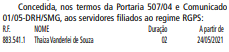 Concedida, nos termos da Portaria 507/04 e Comunicado
01/05-DRH/SMG, aos servidores filiados ao regime RGPS:
R.F. NOME Duração A partir de
883.541.1 Thaiza Vanderlei de Souza 02 24/05/2021